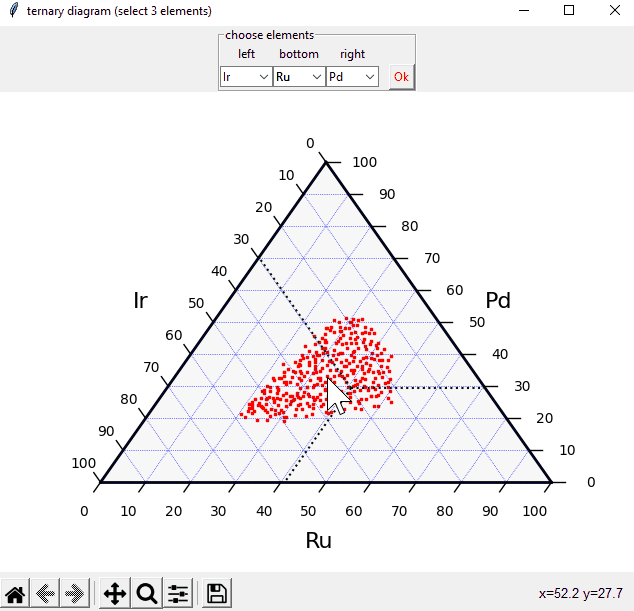 ternary diagram (select 3 elements)
choose elements
left bottom right
Ir Ru Pd Ok
0
100
10
90
20
80
30
70
40
60
Ir
Pd
50
50
60
40
70
30
80
20
90
10
100
0
0 10 20 30 40 50 60 70 80 90 100
Ru
x=52.2 y=27.7